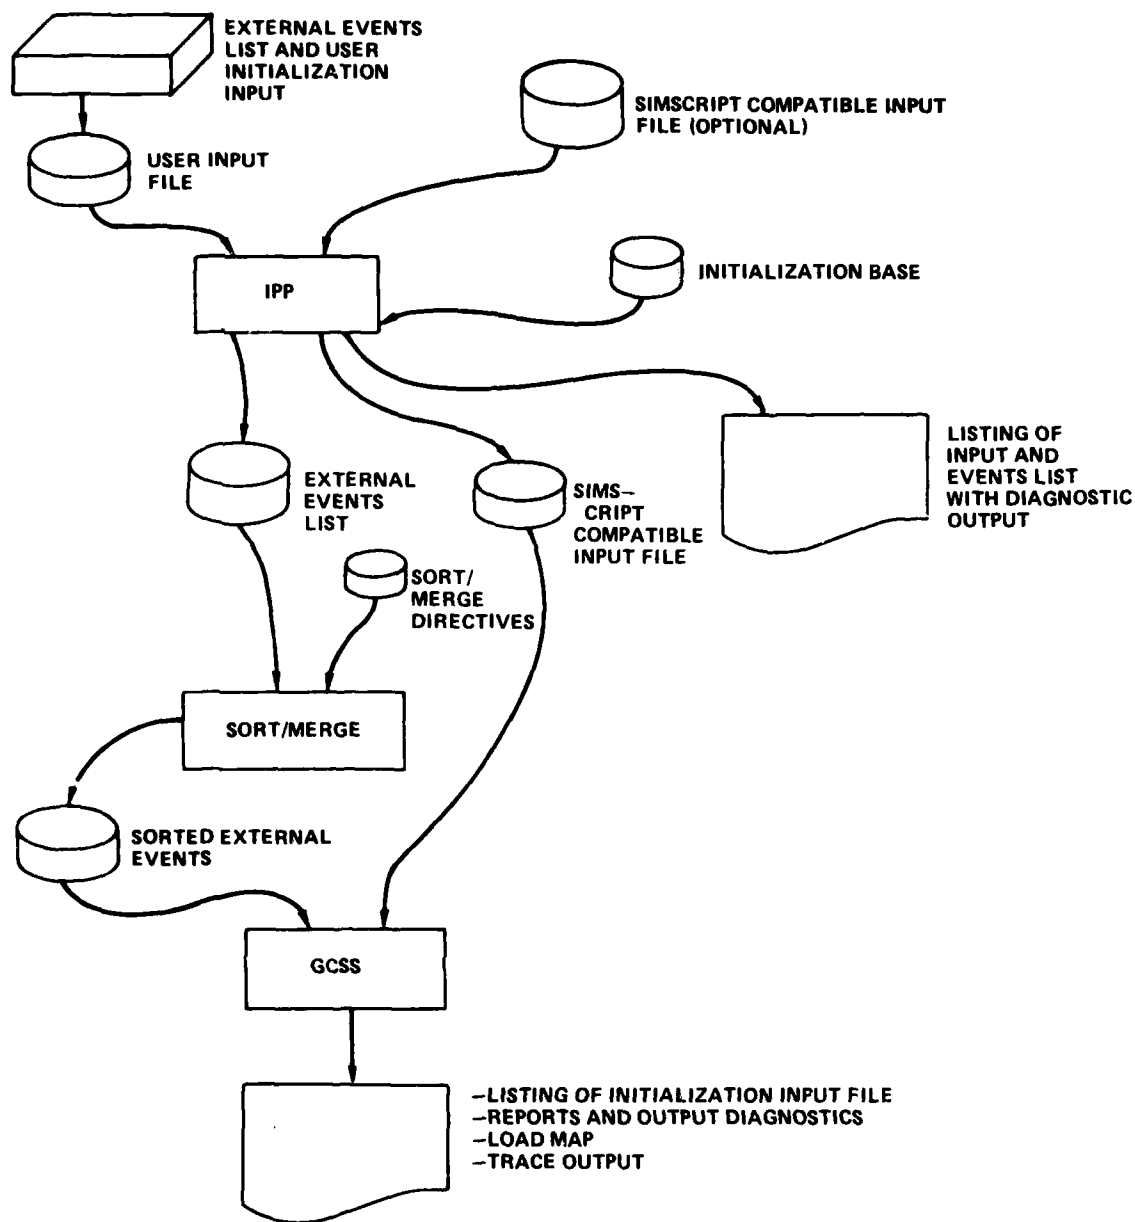 EXTERNAL EVENTS
LIST AND USER
INITIALIZATION
INPUT
SIMSCRIPT COMPATIBLE INPUT
FILE (OPTIONAL)
USER INPUT
FILE
IPP
INITIALIZATION BASE
LISTING OF
INPUT AND
EVENTS LIST
WITH DIAGNOSTIC
OUTPUT
EXTERNAL
EVENTS
LIST
SIMS-
CRIPT
COMPATIBLE
INPUT FILE
SORT/
MERGE
DIRECTIVES
SORT/MERGE
SORTED EXTERNAL
EVENTS
GCSS
-LISTING OF INITIALIZATION INPUT FILE
-REPORTS AND OUTPUT DIAGNOSTICS
-LOAD MAP
-TRACE OUTPUT